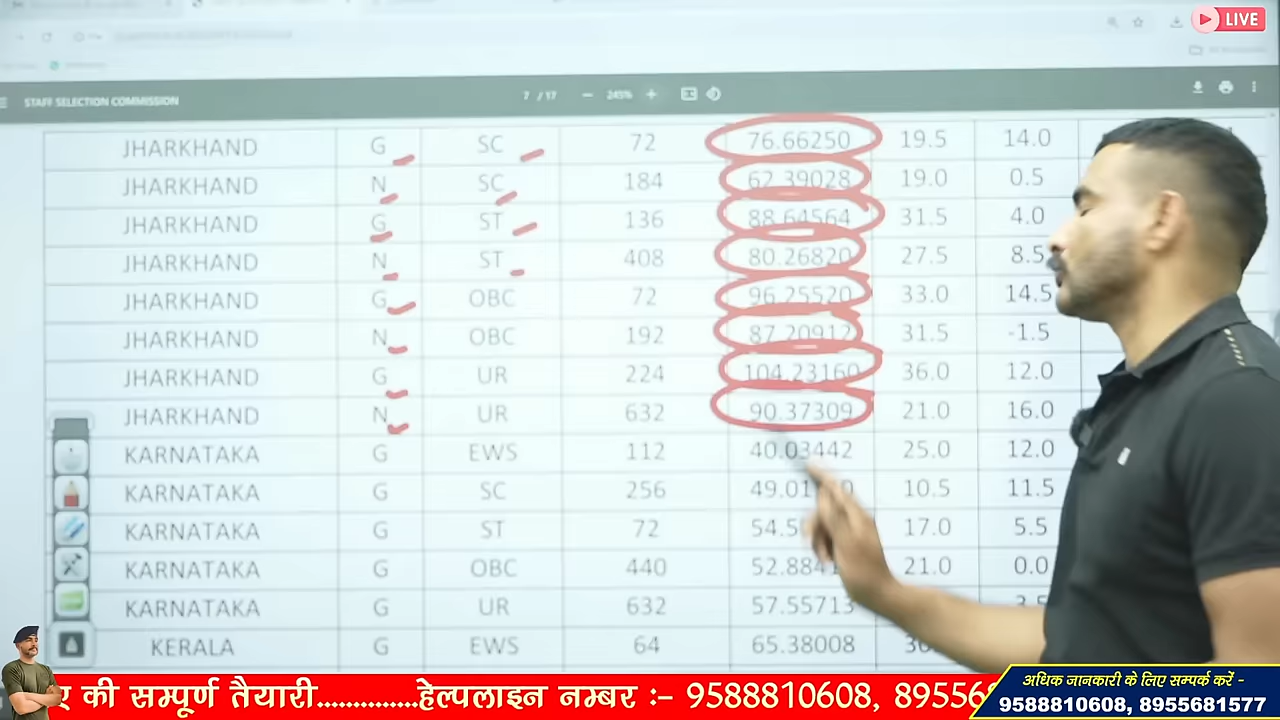 LIVE
STAFF SELECTION COMMISSION 7 / 17 245%
JHARKHAND G SC 72 76.66250 19.5 14.0
JHARKHAND N SC 184 62.39028 19.0 0.5
JHARKHAND G ST 136 88.64564 31.5 4.0
JHARKHAND N ST 408 80.26820 27.5 8.5
JHARKHAND G OBC 72 96.25520 33.0 14.5
JHARKHAND N OBC 192 87.20912 31.5 -1.5
JHARKHAND G UR 224 104.23160 36.0 12.0
JHARKHAND N UR 632 90.37309 21.0 16.0
KARNATAKA G EWS 112 40.03442 25.0 12.0
KARNATAKA G SC 256 10.5 11.5
KARNATAKA G ST 72 17.0 5.5
KARNATAKA G OBC 440 21.0 0.0
KARNATAKA G UR 632 57.55713 3.5
KERALA G EWS 64 65.38008
की सम्पूर्ण तैयारी..............हेल्पलाइन नम्बर :- 9588810608,
अधिक जानकारी के लिए सम्पर्क करें -
9588810608, 8955681577